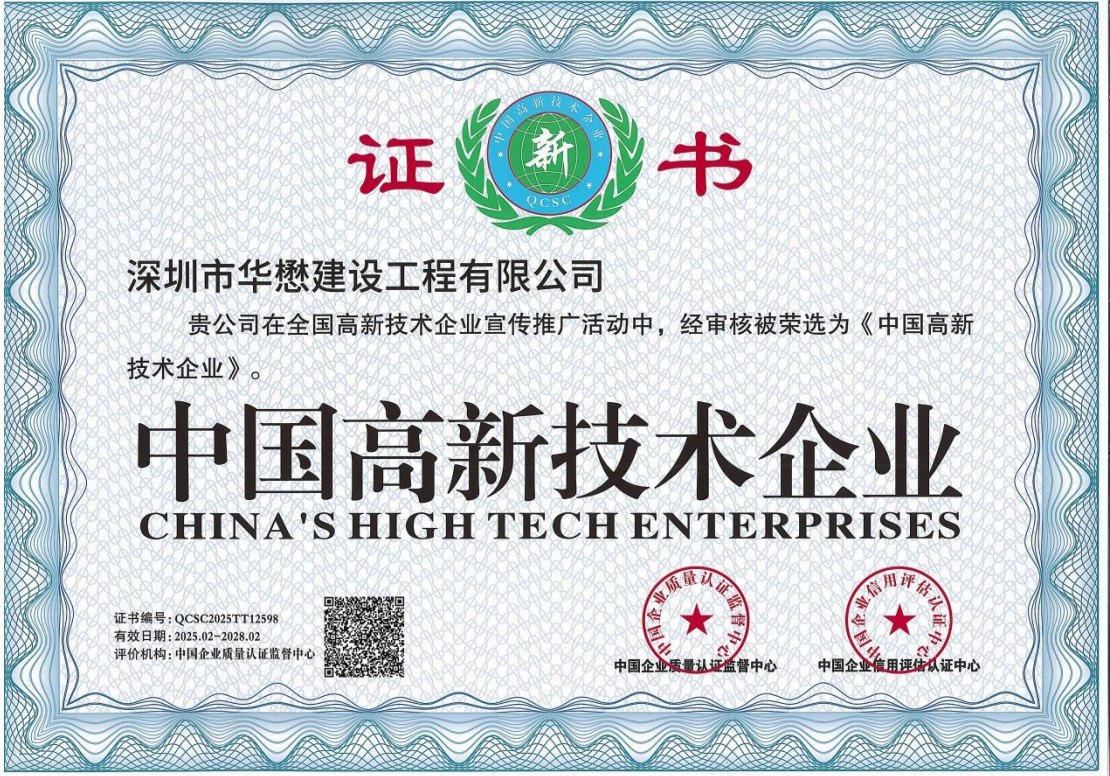 证 书
中国高新技术企业
新
QCSC
深圳市华懋建设工程有限公司
贵公司在全国高新技术企业宣传推广活动中，经审核被荣选为《中国高新
技术企业》。
中国高新技术企业
CHINA'S HIGH TECH ENTERPRISES
证书编号：QCSC2025TT12598
有效日期：2025.02-2028.02
评价机构：中国企业质量认证监督中心
中国企业质量认证监督中心
中国企业质量认证监督中心
中国企业信用评估认证中心
中国企业信用评估认证中心